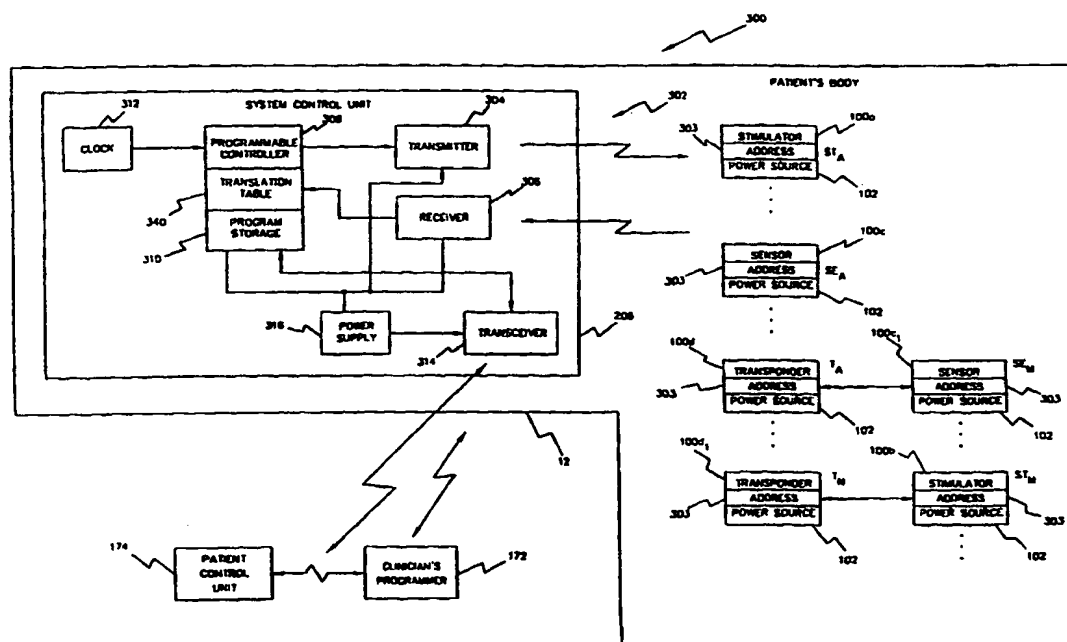 300
PATIENT'S BODY
SYSTEM CONTROL UNIT
312
CLOCK
308
PROGRAMMABLE
CONTROLLER
TRANSLATION
TABLE
PROGRAM
STORAGE
340
310
304
TRANSMITTER
306
RECEIVER
316
POWER
SUPPLY
314
TRANSCEIVER
206
302
303
STIMULATOR
ADDRESS
POWER SOURCE
100a
ST_A
102
100c
303
SENSOR
ADDRESS
POWER SOURCE
SE_A
102
100d
303
TRANSPONDER
ADDRESS
POWER SOURCE
T_A
102
100c1
SENSOR
ADDRESS
POWER SOURCE
SE_M
303
102
100d1
303
TRANSPONDER
ADDRESS
POWER SOURCE
T_N
102
100b
STIMULATOR
ADDRESS
POWER SOURCE
ST_M
303
102
12
174
PATIENT
CONTROL
UNIT
CLINICIAN'S
PROGRAMMER
172